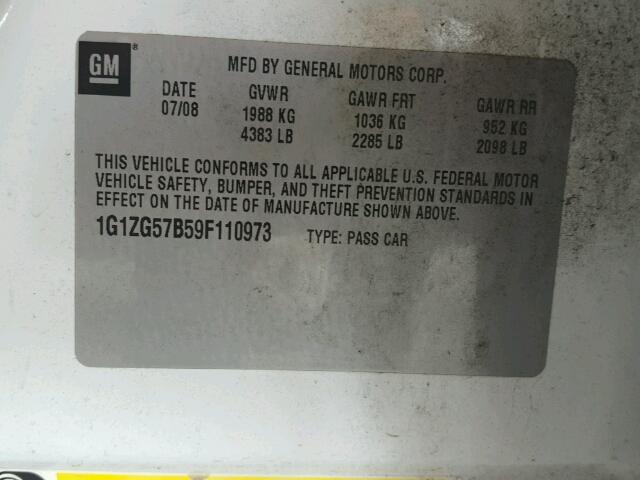 GM®
MFD BY GENERAL MOTORS CORP.
DATE GVWR GAWR FRT GAWR RR
07/08 1988 KG 1036 KG 952 KG
4383 LB 2285 LB 2098 LB
THIS VEHICLE CONFORMS TO ALL APPLICABLE U.S. FEDERAL MOTOR
VEHICLE SAFETY, BUMPER, AND THEFT PREVENTION STANDARDS IN
EFFECT ON THE DATE OF MANUFACTURE SHOWN ABOVE.
1G1ZG57B59F110973 TYPE: PASS CAR